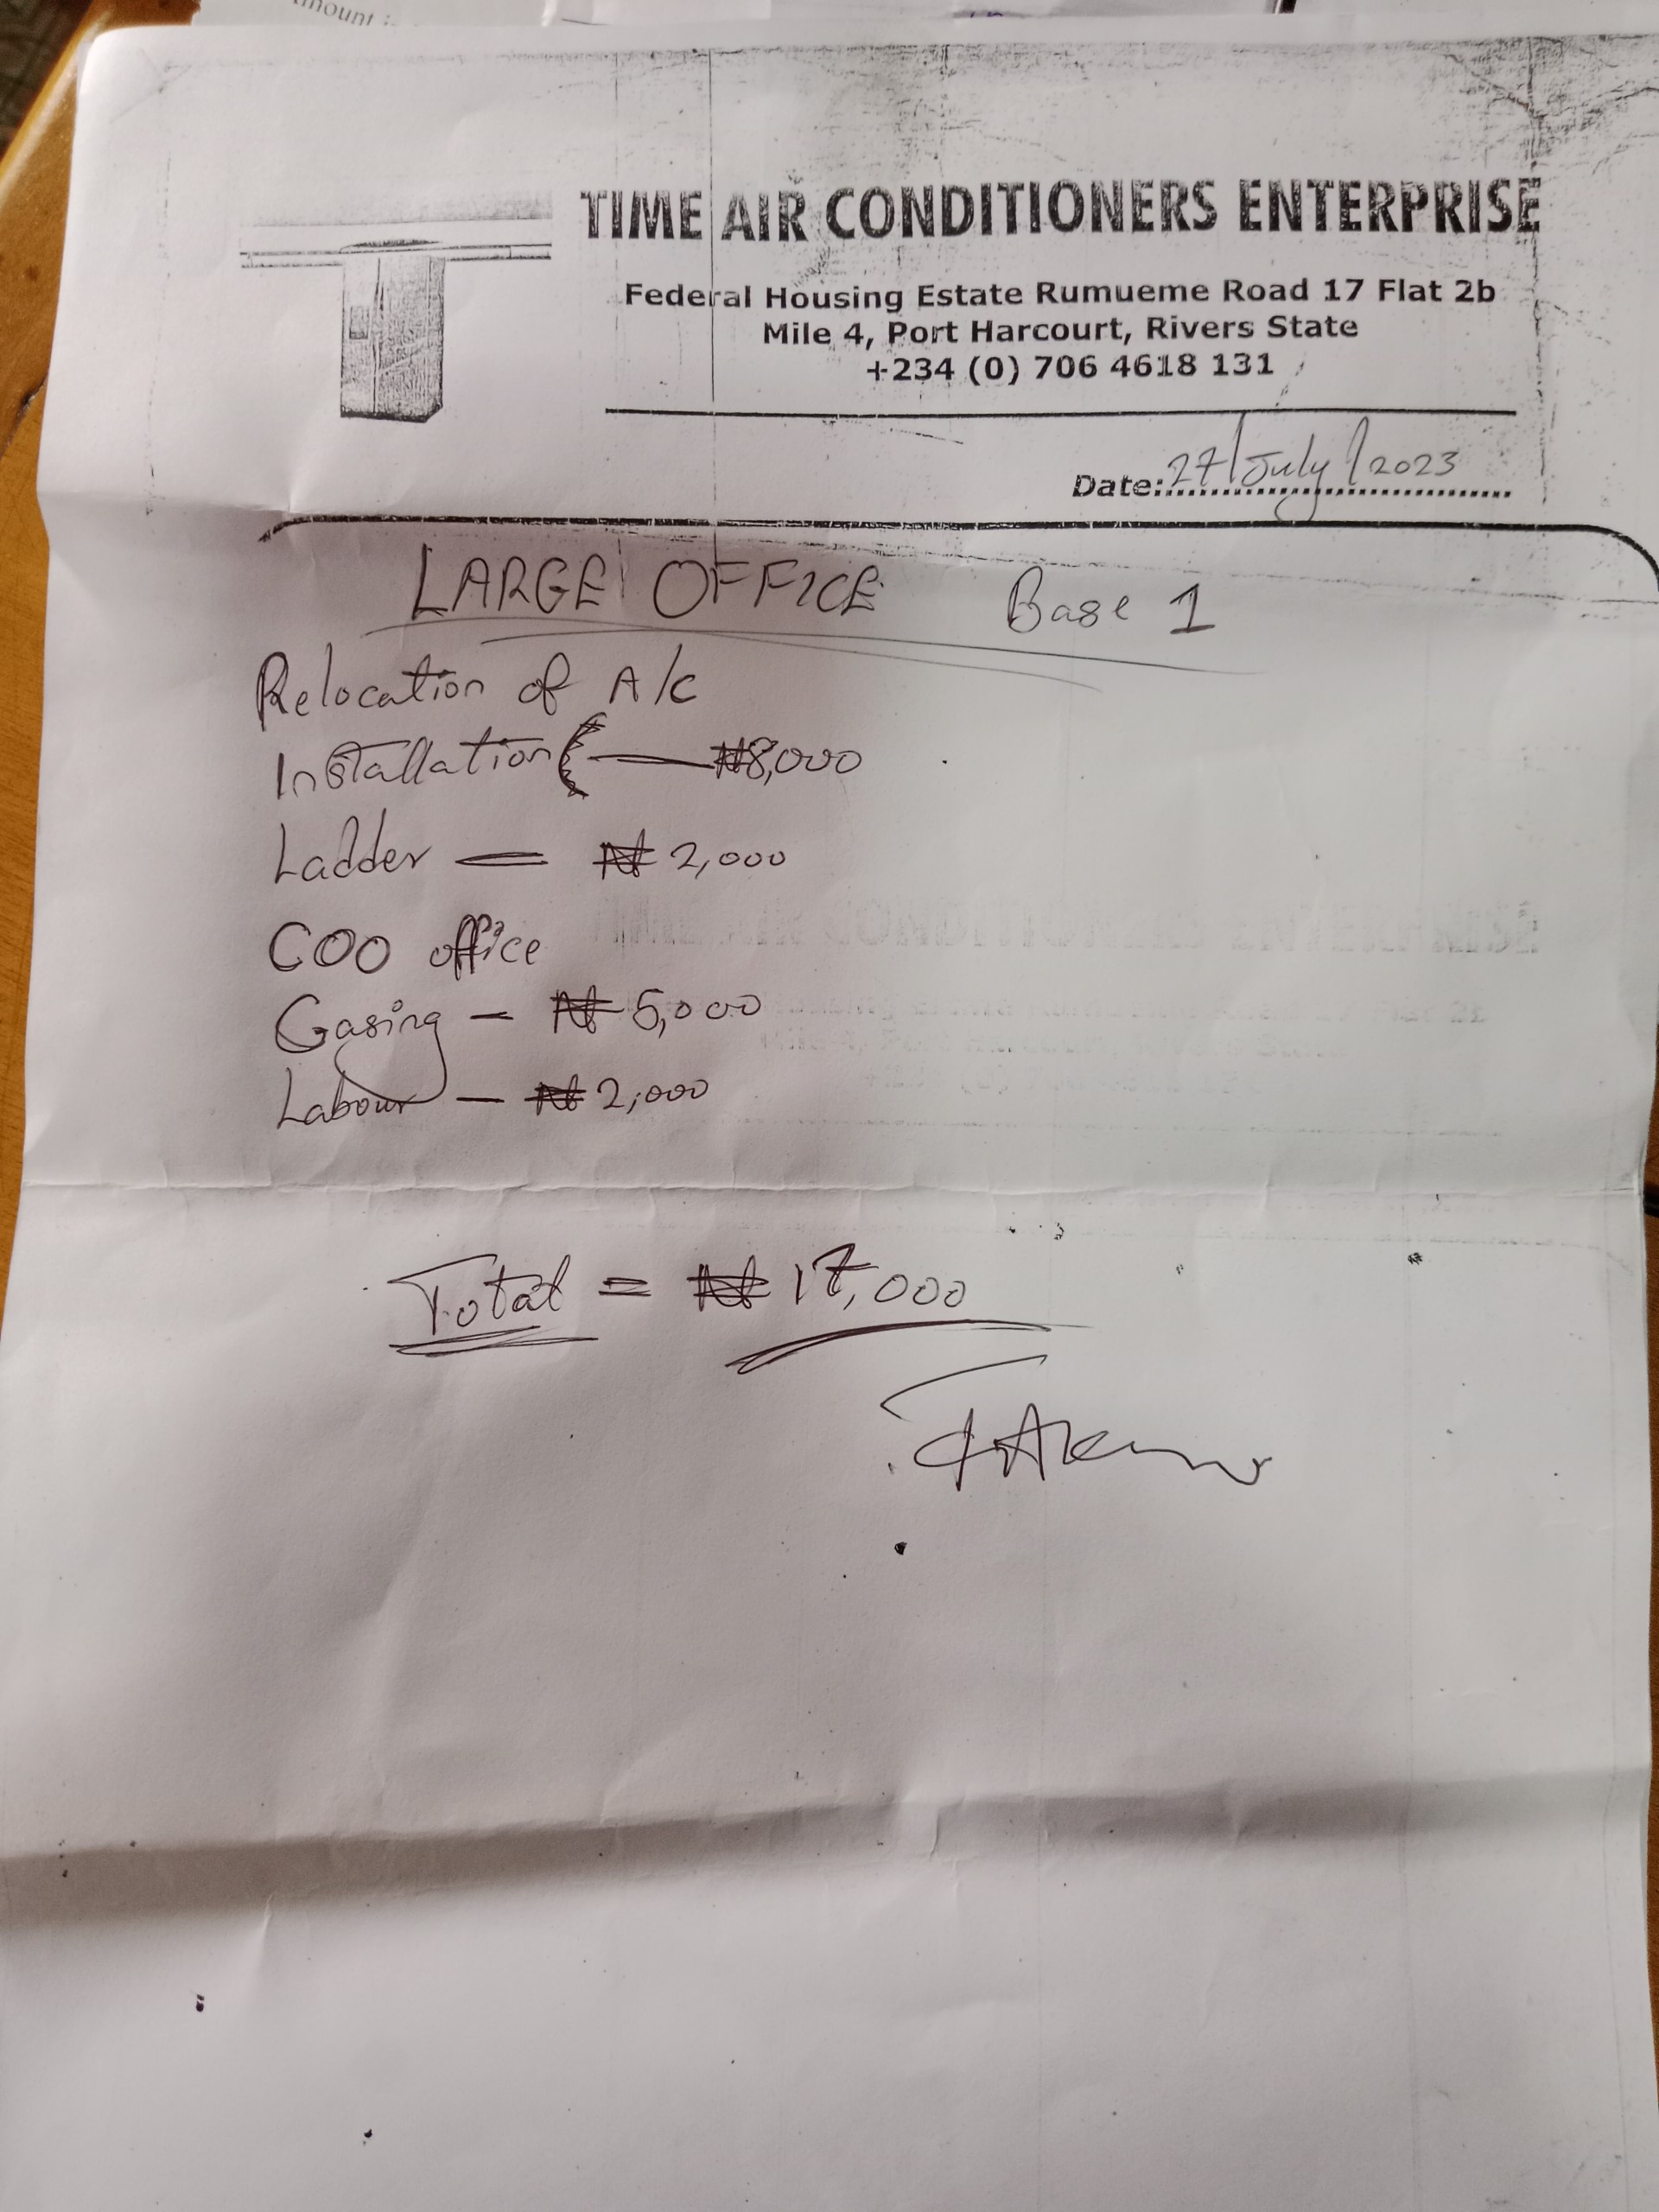 TIME AIR CONDITIONERS ENTERPRISE
Federal Housing Estate Rumueme Road 17 Flat 2b
Mile 4, Port Harcourt, Rivers State
+234 (0) 706 4618 131
Date: 27/July/2023
LARGE OFFICE Base 1
Relocation of A/C
Installation — ₦8,000
Ladder — ₦ 2,000
COO office
Gasing — ₦ 5,000
Labour — ₦ 2,000
Total = ₦ 17,000